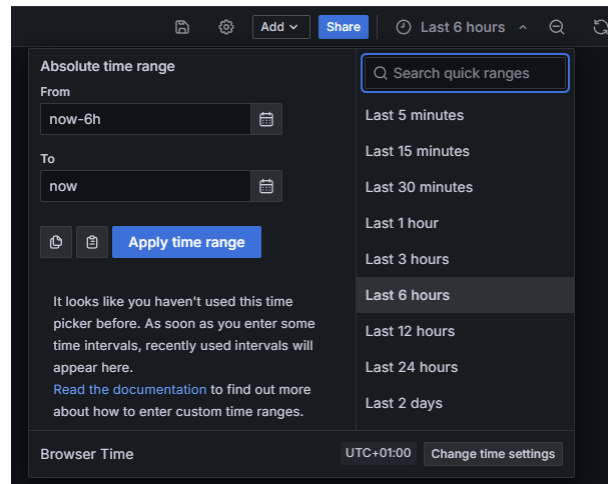 Add
Share
Last 6 hours
Absolute time range
From
now-6h
To
now
Apply time range
It looks like you haven't used this time
picker before. As soon as you enter some
time intervals, recently used intervals will
appear here.
Read the documentation to find out more
about how to enter custom time ranges.
Search quick ranges
Last 5 minutes
Last 15 minutes
Last 30 minutes
Last 1 hour
Last 3 hours
Last 6 hours
Last 12 hours
Last 24 hours
Last 2 days
Browser Time
UTC+01:00
Change time settings